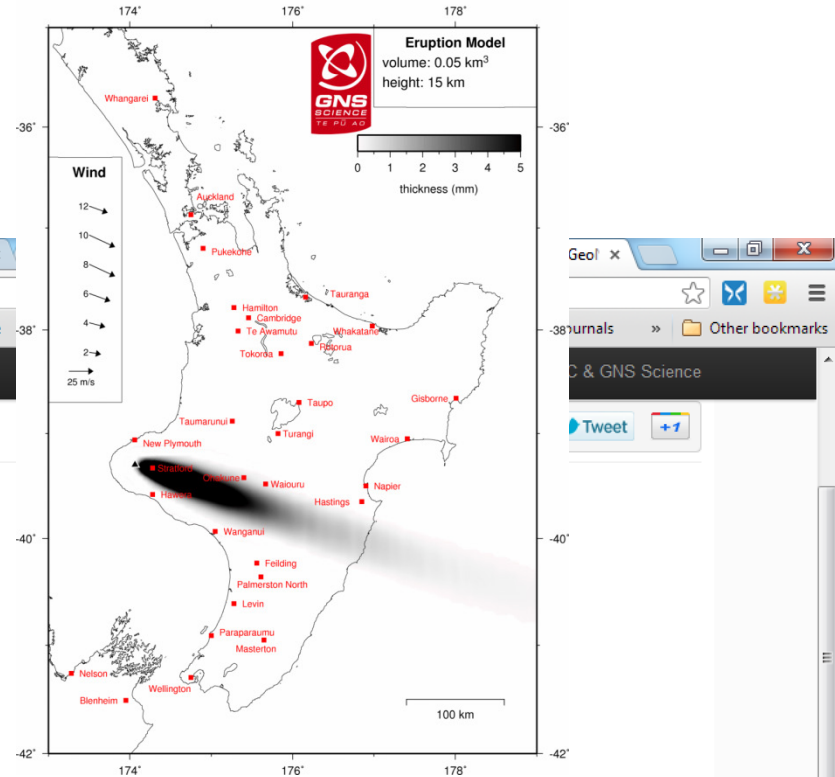 174˚ 176˚ 178˚
Eruption Model
volume: 0.05 km³
height: 15 km
GNS
SCIENCE
TE PŪ AO
0 1 2 3 4 5
thickness (mm)
-36˚ -36˚
Wind
12
10
8
6
4
2
25 m/s
Whangarei
Auckland
Pukekohe
Tauranga
Hamilton
Cambridge
Te Awamutu
Whakatane
Rotorua
Tokoroa
-38˚ -38˚
Taupo
Gisborne
Taumarunui
Turangi
New Plymouth
Wairoa
Stratford
Ohakune
Waiouru
Napier
Hawera
Hastings
Wanganui
-40˚ -40˚
Feilding
Palmerston North
Levin
Paraparaumu
Masterton
Nelson
Wellington
Blenheim
100 km
-42˚ -42˚
174˚ 176˚ 178˚
Geol
ournals » Other bookmarks
C & GNS Science
Tweet +1